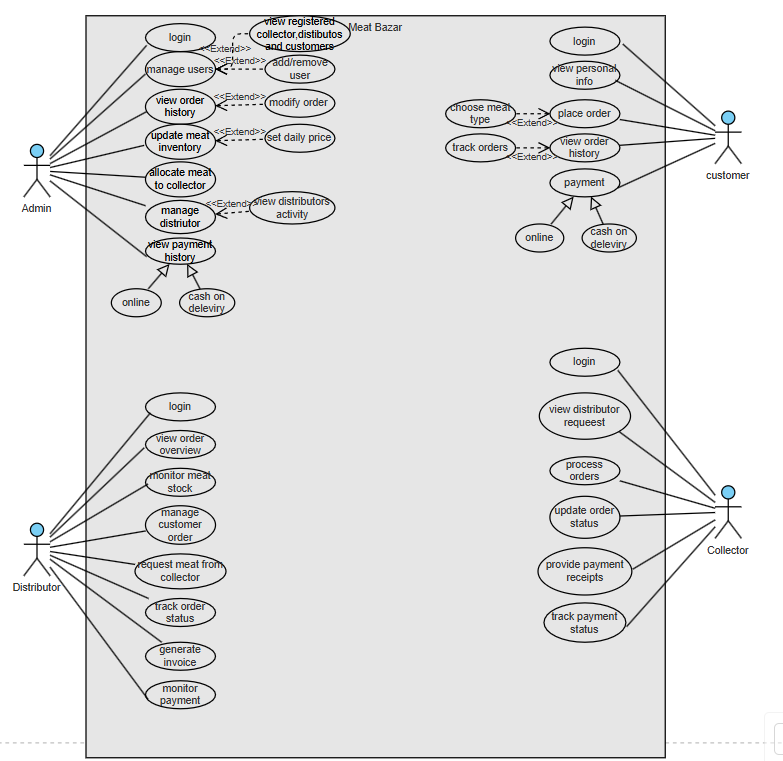 Meat Bazar
login
<<Extend>>
view registered
collector,distibutos
and customers
manage users
<<Extend>>
add/remove
user
view order
history
<<Extend>>
modify order
update meat
inventory
<<Extend>>
set daily price
allocate meat
to collector
manage
distriutor
<<Extend>>
view distributors
activity
view payment
history
online
cash on
deleviry
Admin
login
view personal
info
choose meat
type
<<Extend>>
place order
track orders
<<Extend>>
view order
history
payment
online
cash on
deleviry
customer
login
view order
overview
monitor meat
stock
manage
customer
order
request meat from
collector
track order
status
generate
invoice
monitor
payment
Distributor
login
view distributor
requeest
process
orders
update order
status
provide payment
receipts
track payment
status
Collector